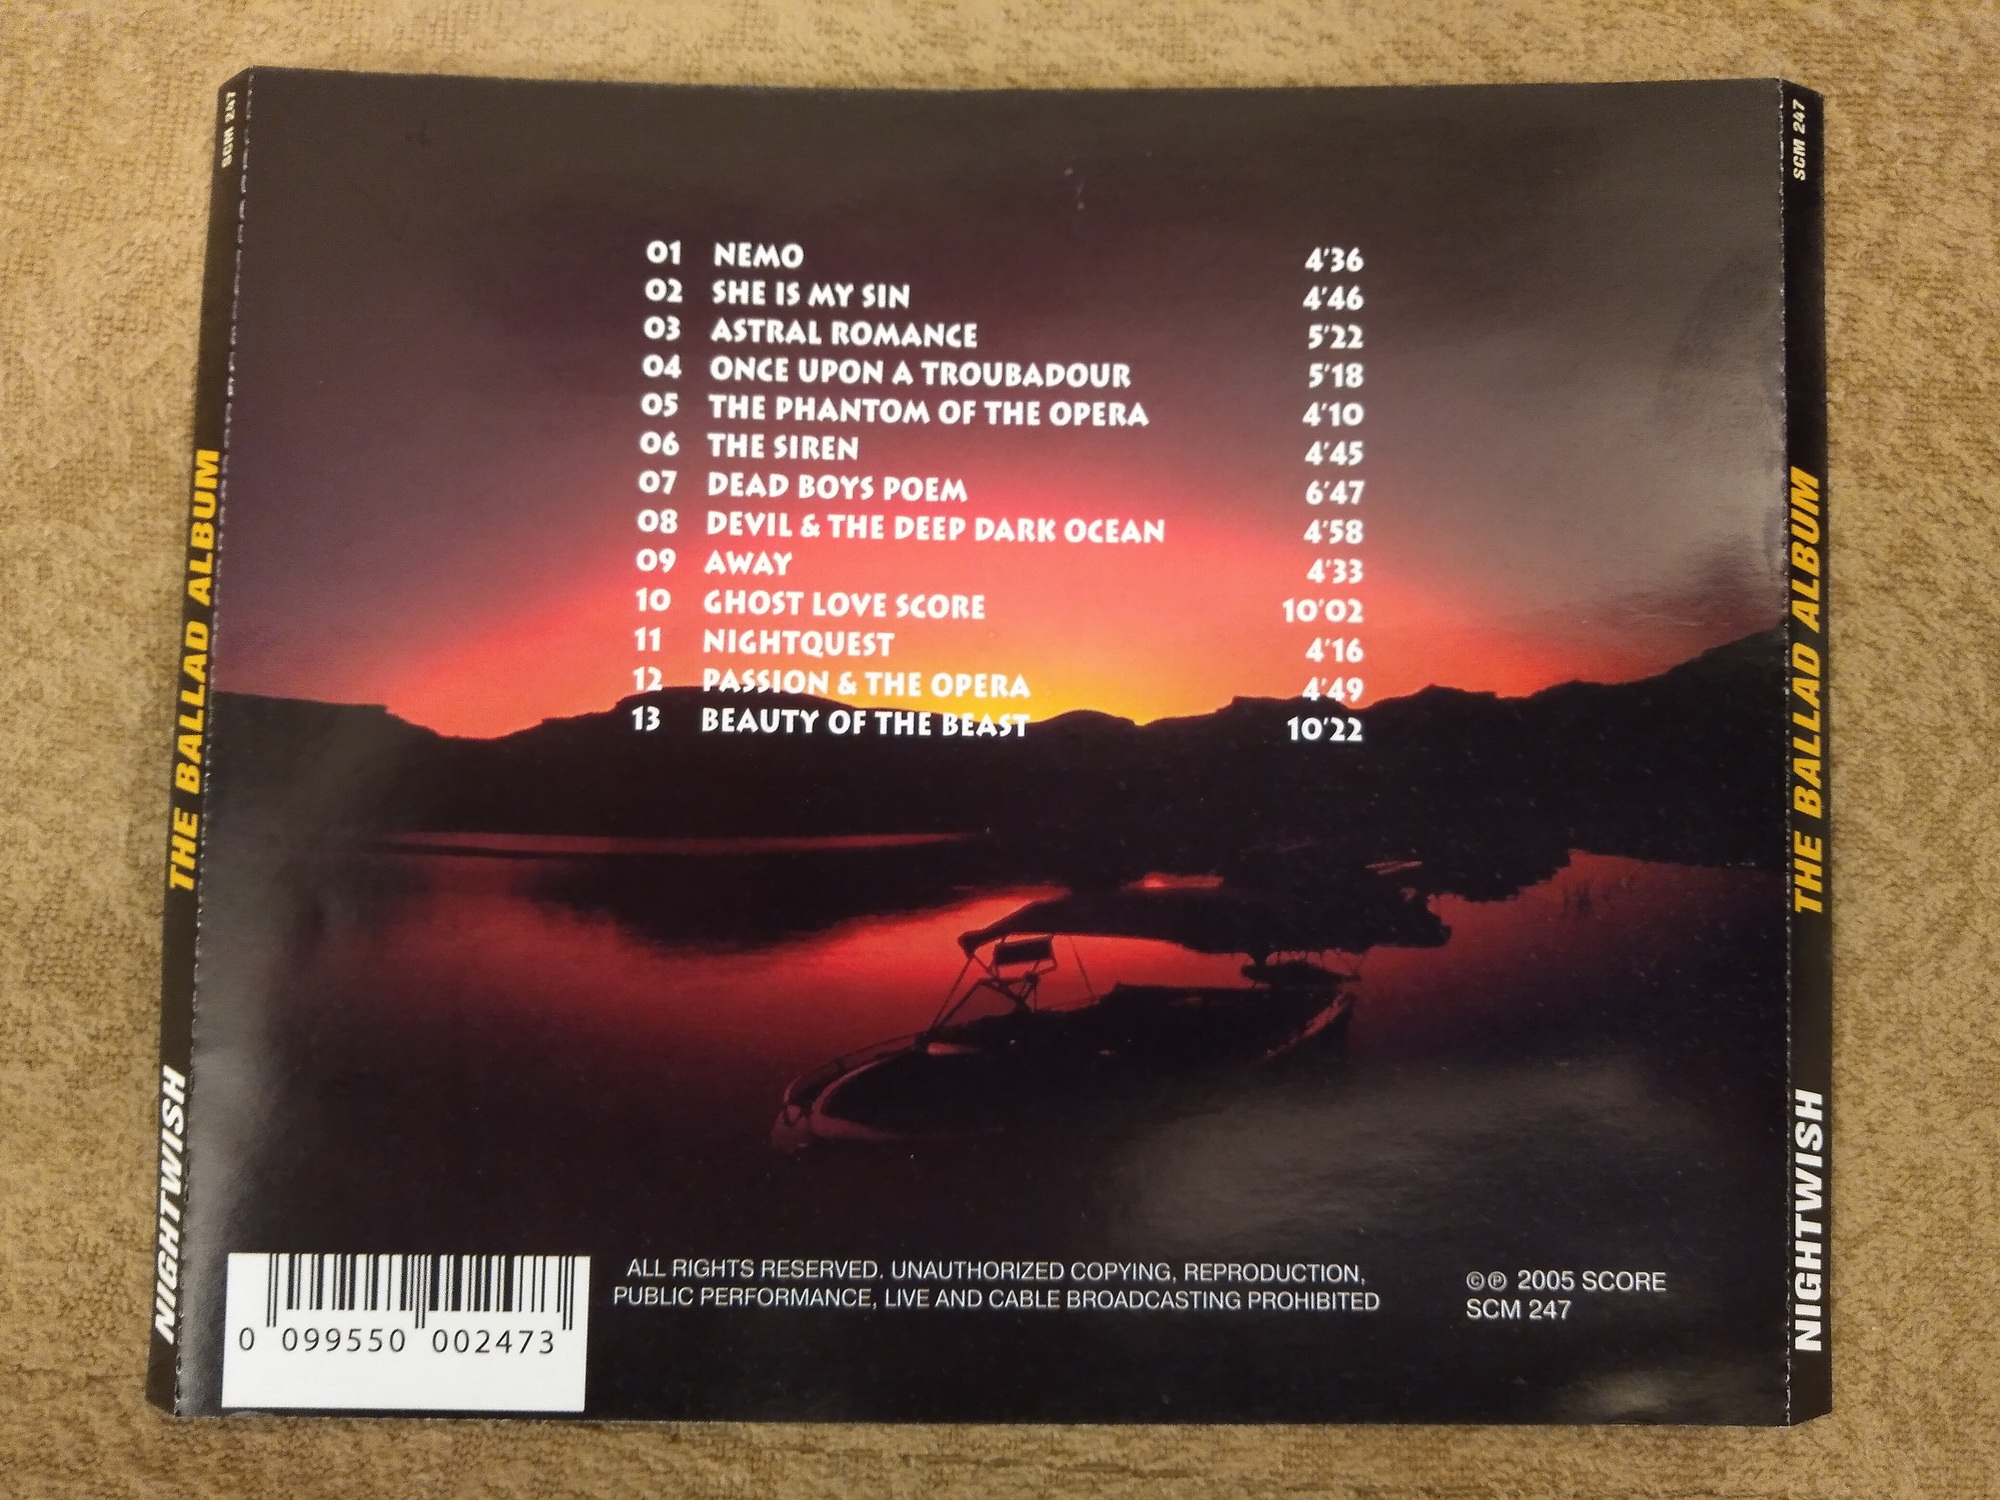 SCM 247
THE BALLAD ALBUM
NIGHTWISH
01 NEMO 4'36
02 SHE IS MY SIN 4'46
03 ASTRAL ROMANCE 5'22
04 ONCE UPON A TROUBADOUR 5'18
05 THE PHANTOM OF THE OPERA 4'10
06 THE SIREN 4'45
07 DEAD BOYS POEM 6'47
08 DEVIL & THE DEEP DARK OCEAN 4'58
09 AWAY 4'33
10 GHOST LOVE SCORE 10'02
11 NIGHTQUEST 4'16
12 PASSION & THE OPERA 4'49
13 BEAUTY OF THE BEAST 10'22
0 099550 002473
ALL RIGHTS RESERVED. UNAUTHORIZED COPYING, REPRODUCTION,
PUBLIC PERFORMANCE, LIVE AND CABLE BROADCASTING PROHIBITED
©℗ 2005 SCORE
SCM 247
SCM 247
THE BALLAD ALBUM
NIGHTWISH